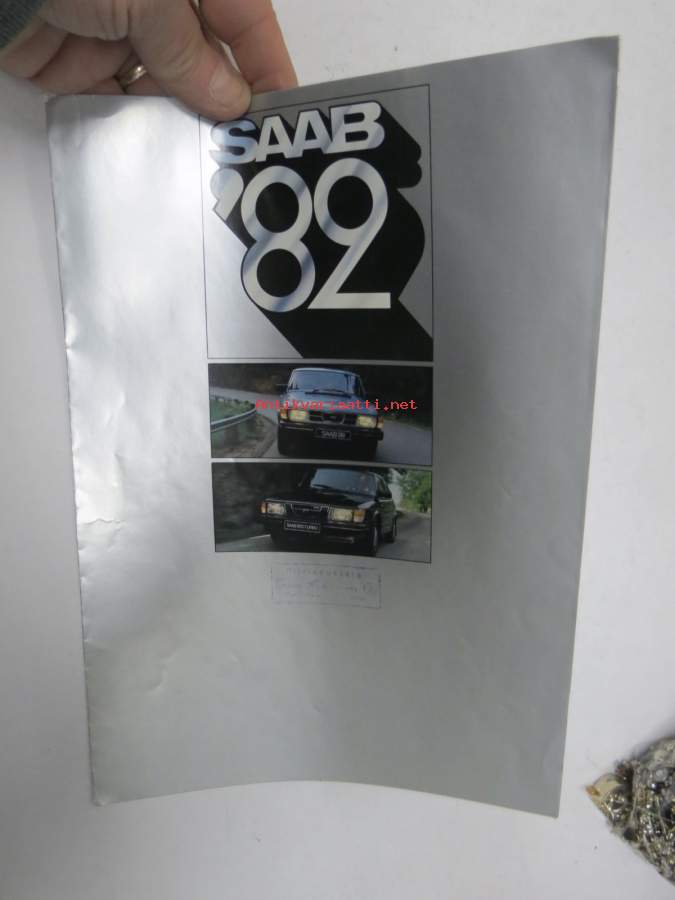 SAAB
'82
Antikvariaatti.net
SAAB 99
SAAB 900 TURBO